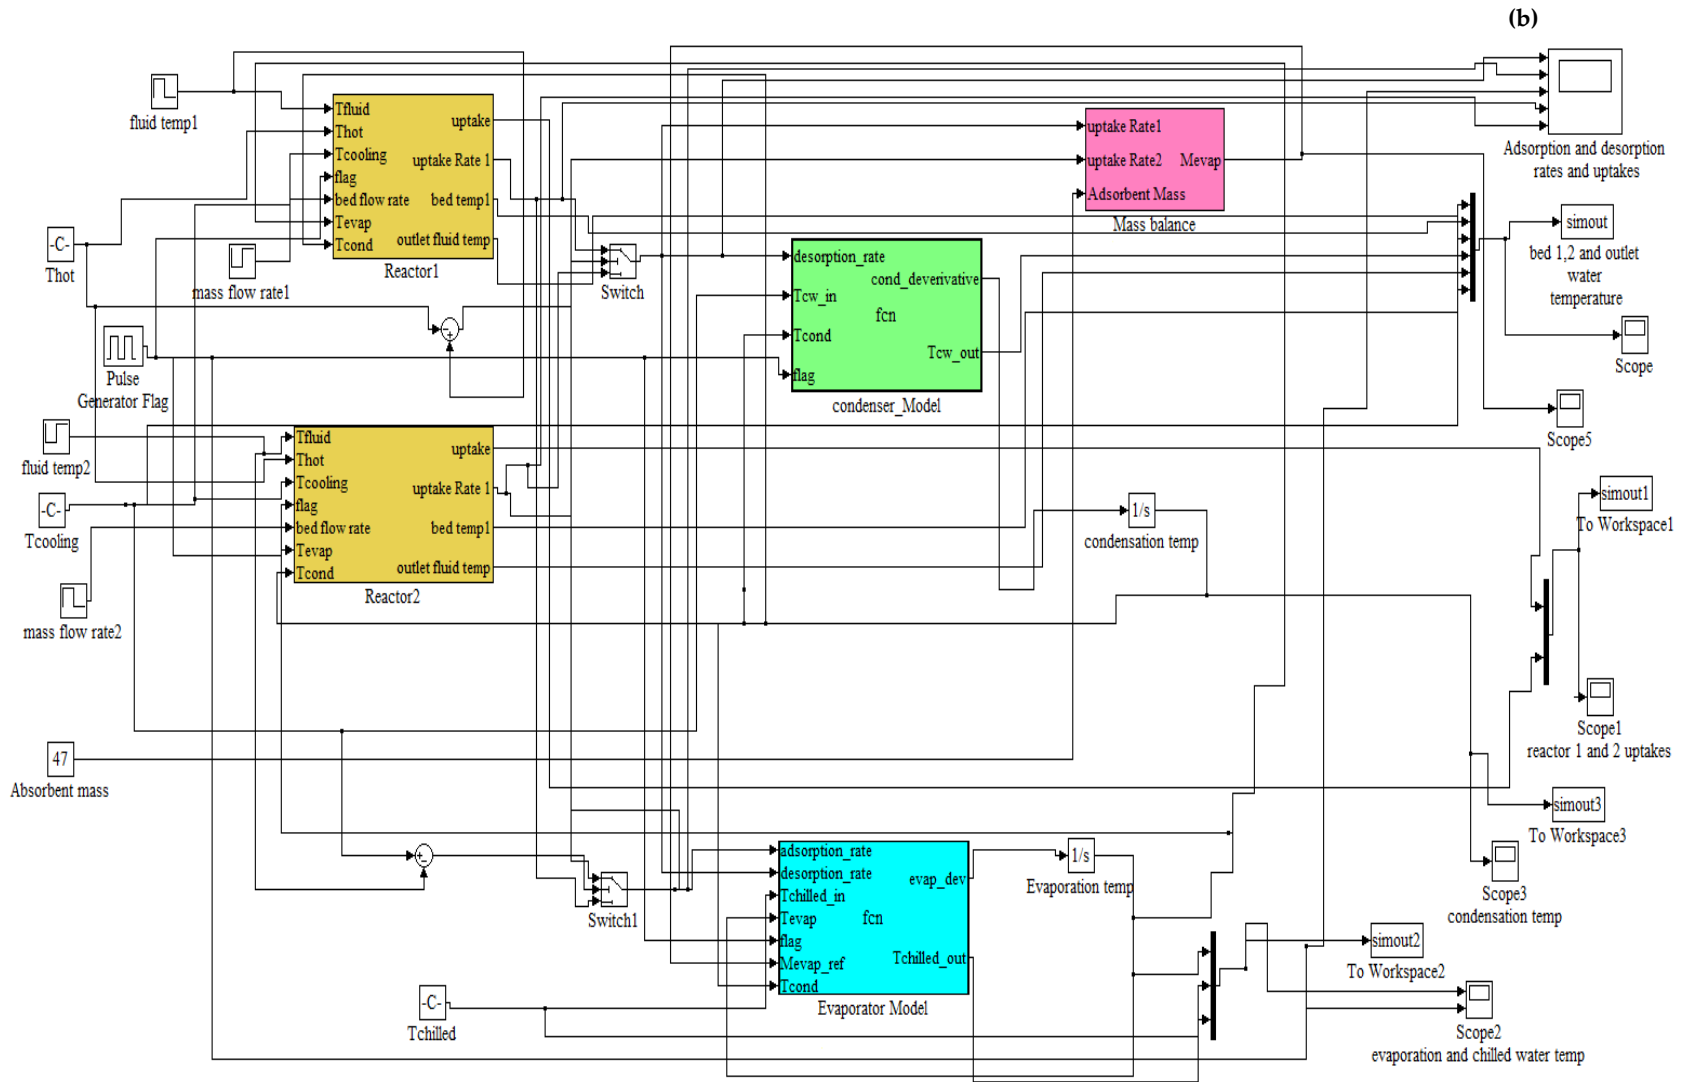 (b)
fluid temp1
Tfluid
Thot
Tcooling
flag
bed flow rate
Tevap
Tcond
uptake
uptake Rate 1
bed temp1
outlet fluid temp
Reactor1
-C-
Thot
mass flow rate1
Pulse
Generator Flag
Switch
uptake Rate1
uptake Rate2
Adsorbent Mass
Mevap
Mass balance
Adsorption and desorption
rates and uptakes
simout
bed 1,2 and outlet
water
temperature
Scope
Scope5
desorption_rate
Tcw_in
Tcond
flag
cond_deverivative
fcn
Tcw_out
condenser_Model
fluid temp2
-C-
Tcooling
mass flow rate2
Tfluid
Thot
Tcooling
flag
bed flow rate
Tevap
Tcond
uptake
uptake Rate 1
bed temp1
outlet fluid temp
Reactor2
1/s
condensation temp
simout1
To Workspace1
Scope1
reactor 1 and 2 uptakes
47
Absorbent mass
simout3
To Workspace3
Scope3
condensation temp
Switch1
adsorption_rate
desorption_rate
Tchilled_in
Tevap
flag
Mevap_ref
Tcond
evap_dev
fcn
Tchilled_out
Evaporator Model
1/s
Evaporation temp
simout2
To Workspace2
Scope2
evaporation and chilled water temp
-C-
Tchilled